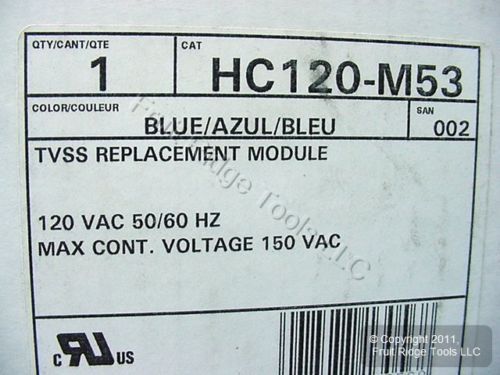 QTY/CANT/QTE
CAT
1
HC120-M53
COLOR/COULEUR
SAN
BLUE/AZUL/BLEU
002
TVSS REPLACEMENT MODULE
120 VAC 50/60 HZ
MAX CONT. VOLTAGE 150 VAC
C RU US
Fruit Ridge Tools LLC
© Copyright 2011,
Fruit Ridge Tools LLC